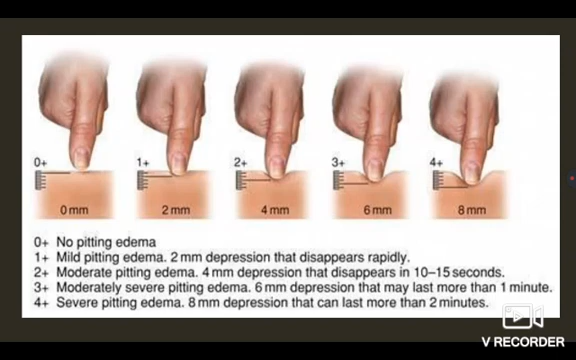 0+ 1+ 2+ 3+ 4+
0 mm 2 mm 4 mm 6 mm 8 mm
0+ No pitting edema
1+ Mild pitting edema. 2 mm depression that disappears rapidly.
2+ Moderate pitting edema. 4 mm depression that disappears in 10–15 seconds.
3+ Moderately severe pitting edema. 6 mm depression that may last more than 1 minute.
4+ Severe pitting edema. 8 mm depression that can last more than 2 minutes.
V RECORDER